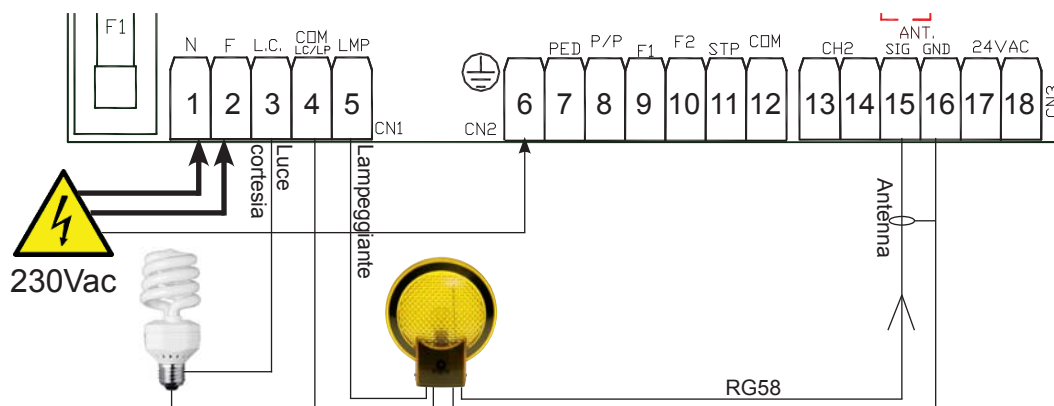 F1
N F L.C. COM LC/LP LMP
1 2 3 4 5
CN1
CN2
PED P/P F1 F2 STP COM
6 7 8 9 10 11 12
CH2 ANT. SIG GND 24VAC
13 14 15 16 17 18
CN3
Luce
cortesia
Lampeggiante
Antenna
230Vac
RG58